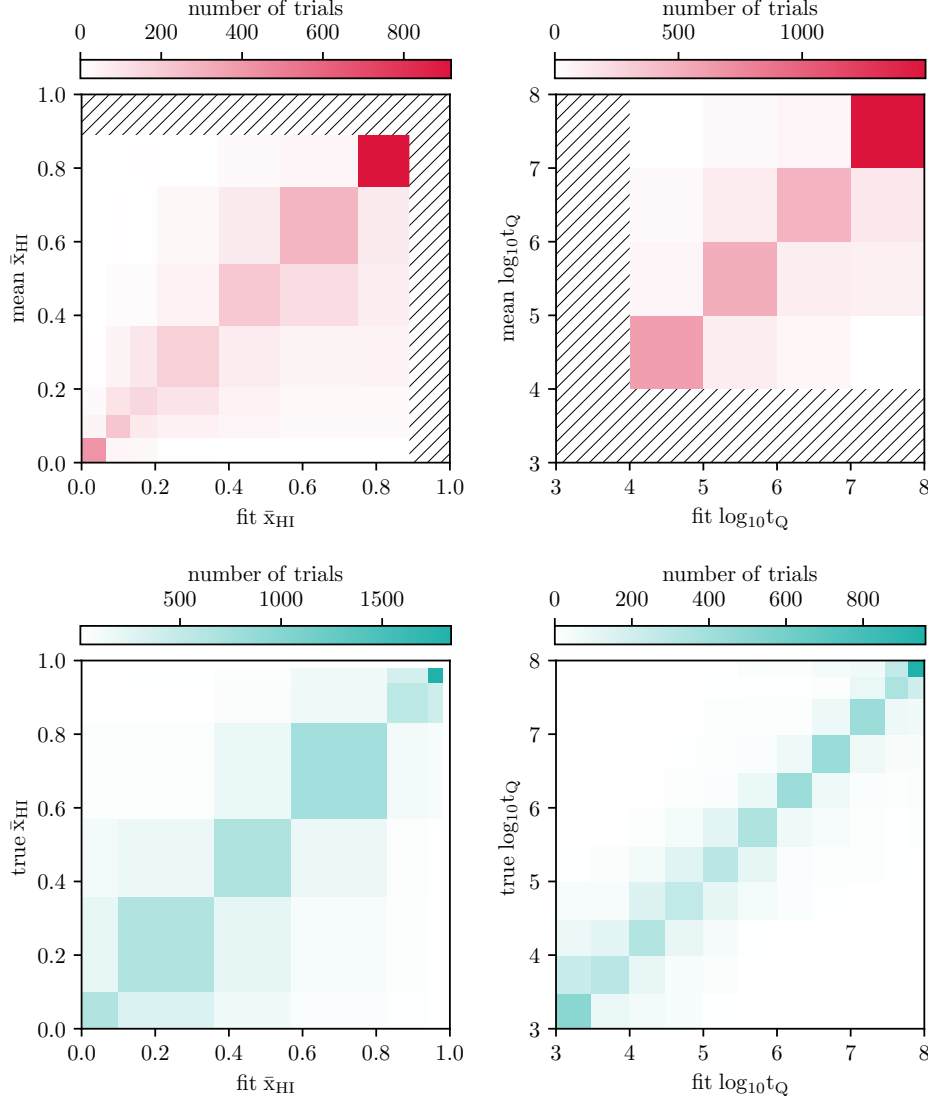 number of trials
0 200 400 600 800
1.0
0.8
0.6
0.4
0.2
0.0
mean x̄HI
0.0 0.2 0.4 0.6 0.8 1.0
fit x̄HI
number of trials
0 500 1000
8
7
6
5
4
3
mean log10tQ
3 4 5 6 7 8
fit log10tQ
number of trials
500 1000 1500
1.0
0.8
0.6
0.4
0.2
0.0
true x̄HI
0.0 0.2 0.4 0.6 0.8 1.0
fit x̄HI
number of trials
0 200 400 600 800
8
7
6
5
4
3
true log10tQ
3 4 5 6 7 8
fit log10tQ